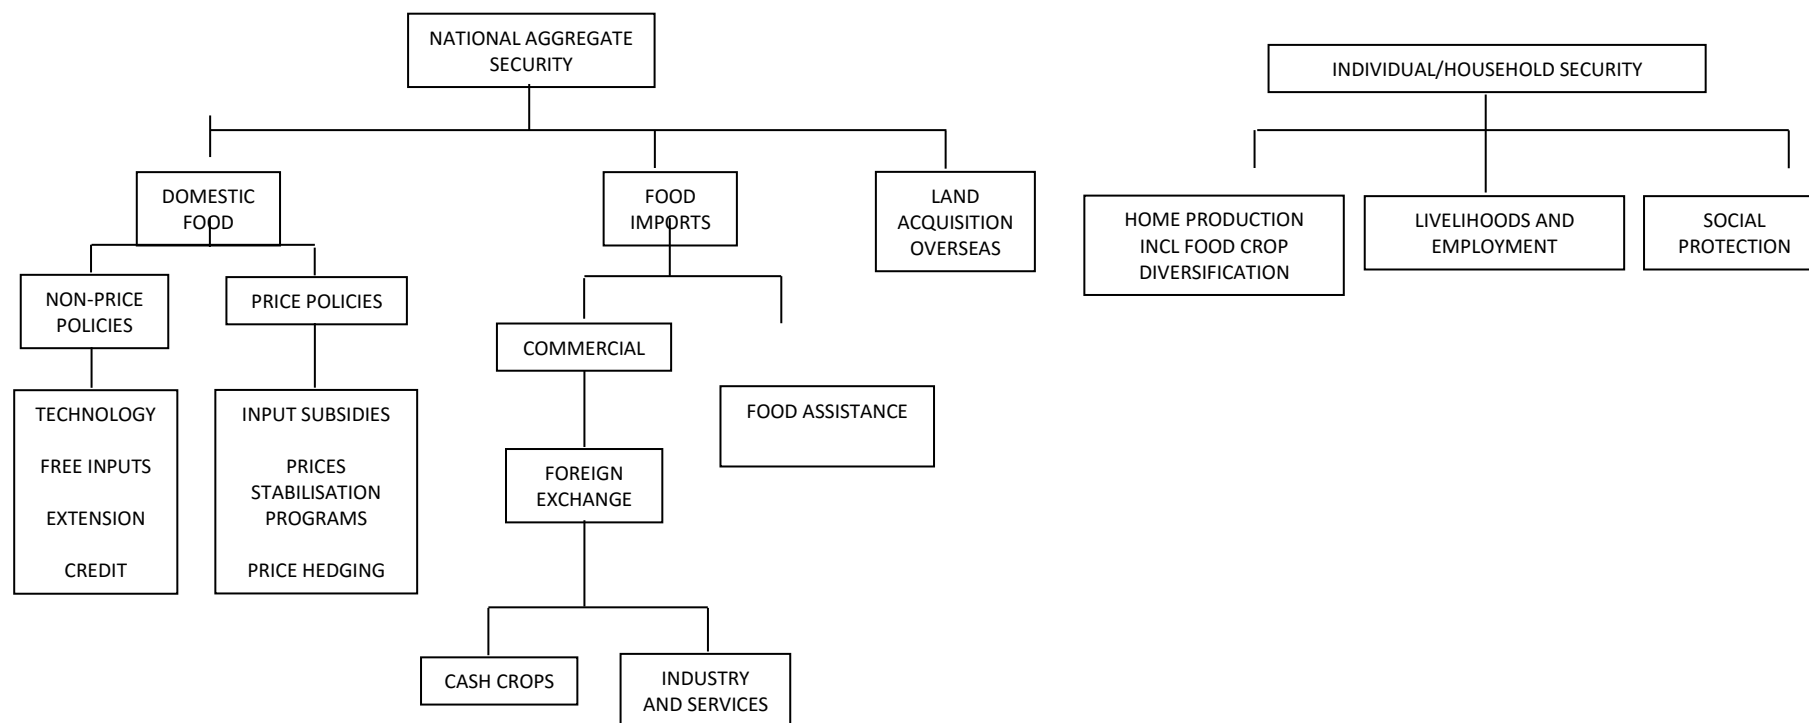 NATIONAL AGGREGATE
SECURITY
INDIVIDUAL/HOUSEHOLD SECURITY
DOMESTIC
FOOD
FOOD
IMPORTS
LAND
ACQUISITION
OVERSEAS
HOME PRODUCTION
INCL FOOD CROP
DIVERSIFICATION
LIVELIHOODS AND
EMPLOYMENT
SOCIAL
PROTECTION
NON-PRICE
POLICIES
PRICE POLICIES
COMMERCIAL
TECHNOLOGY
FREE INPUTS
EXTENSION
CREDIT
INPUT SUBSIDIES
PRICES
STABILISATION
PROGRAMS
PRICE HEDGING
FOOD ASSISTANCE
FOREIGN
EXCHANGE
CASH CROPS
INDUSTRY
AND SERVICES